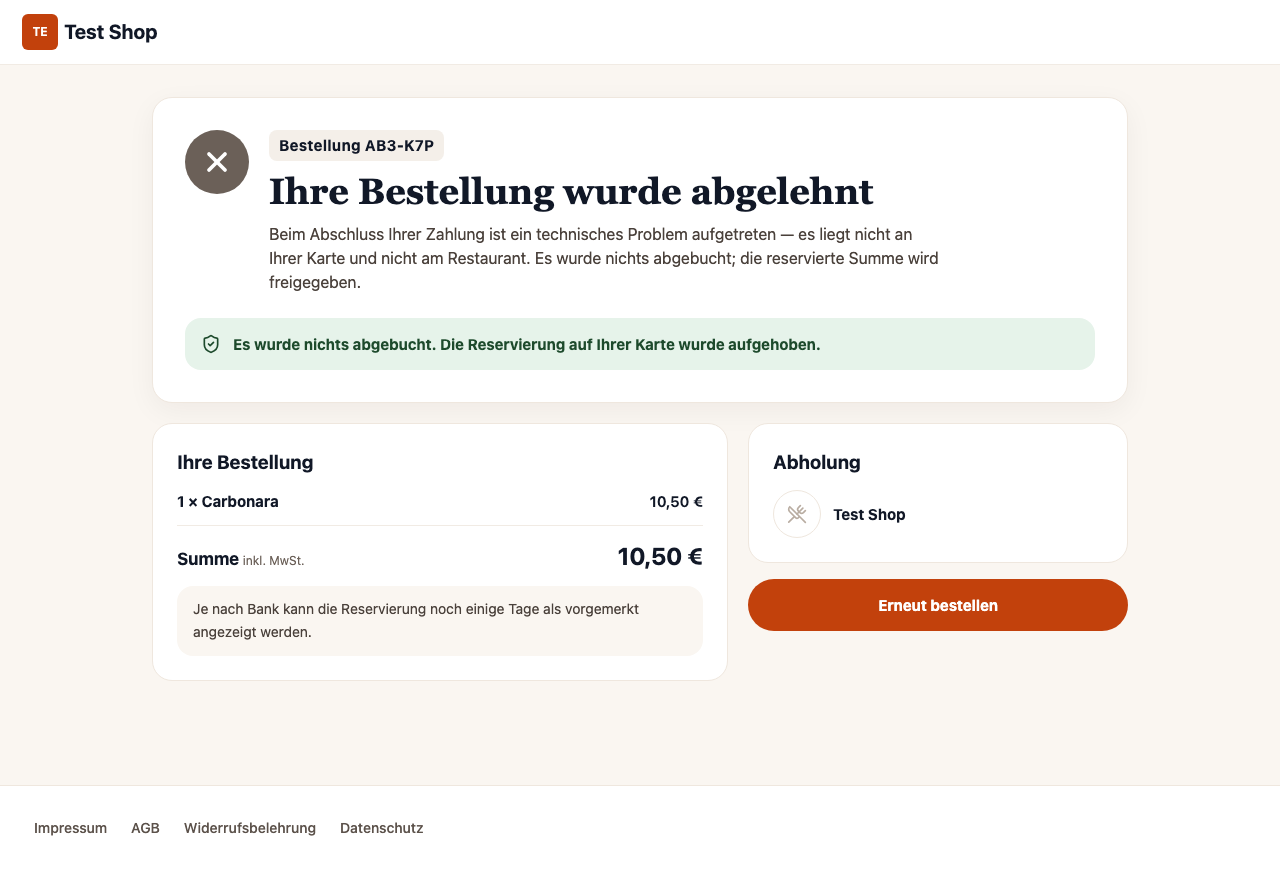 TE Test Shop
Bestellung AB3-K7P
Ihre Bestellung wurde abgelehnt
Beim Abschluss Ihrer Zahlung ist ein technisches Problem aufgetreten — es liegt nicht an
Ihrer Karte und nicht am Restaurant. Es wurde nichts abgebucht; die reservierte Summe wird
freigegeben.
Es wurde nichts abgebucht. Die Reservierung auf Ihrer Karte wurde aufgehoben.
Ihre Bestellung
1 × Carbonara 10,50 €
Summe inkl. MwSt. 10,50 €
Je nach Bank kann die Reservierung noch einige Tage als vorgemerkt
angezeigt werden.
Abholung
Test Shop
Erneut bestellen
Impressum AGB Widerrufsbelehrung Datenschutz